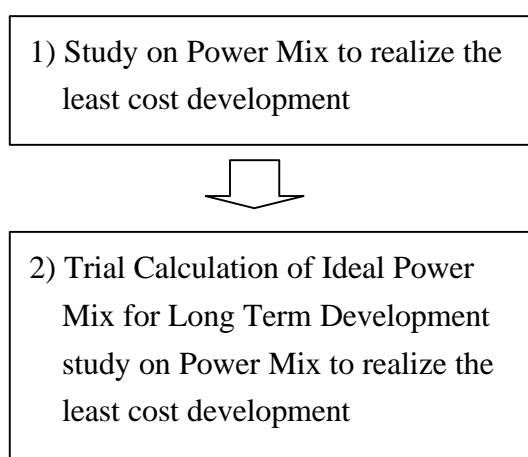 1) Study on Power Mix to realize the
least cost development
2) Trial Calculation of Ideal Power
Mix for Long Term Development
study on Power Mix to realize the
least cost development